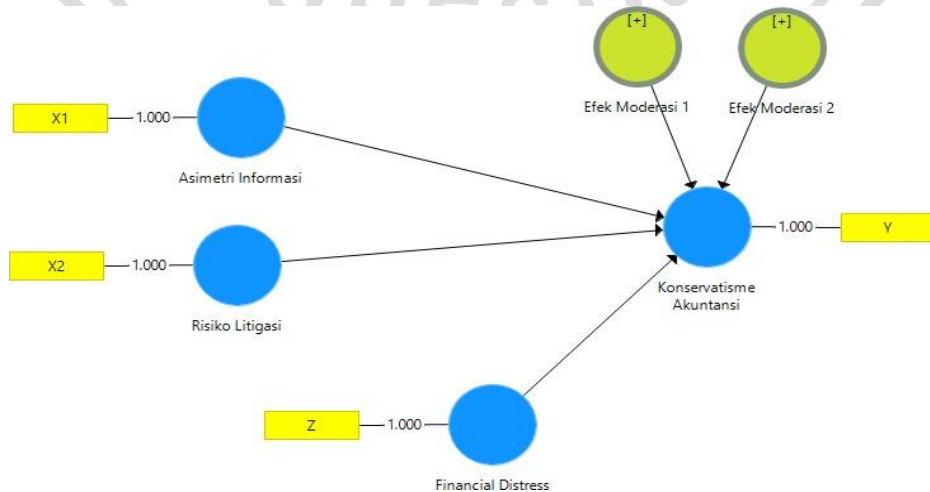 [+]
[+]
Efek Moderasi 1
Efek Moderasi 2
X1
1.000
Asimetri Informasi
X2
1.000
Risiko Litigasi
1.000
Y
Konservatisme
Akuntansi
Z
1.000
Financial Distress